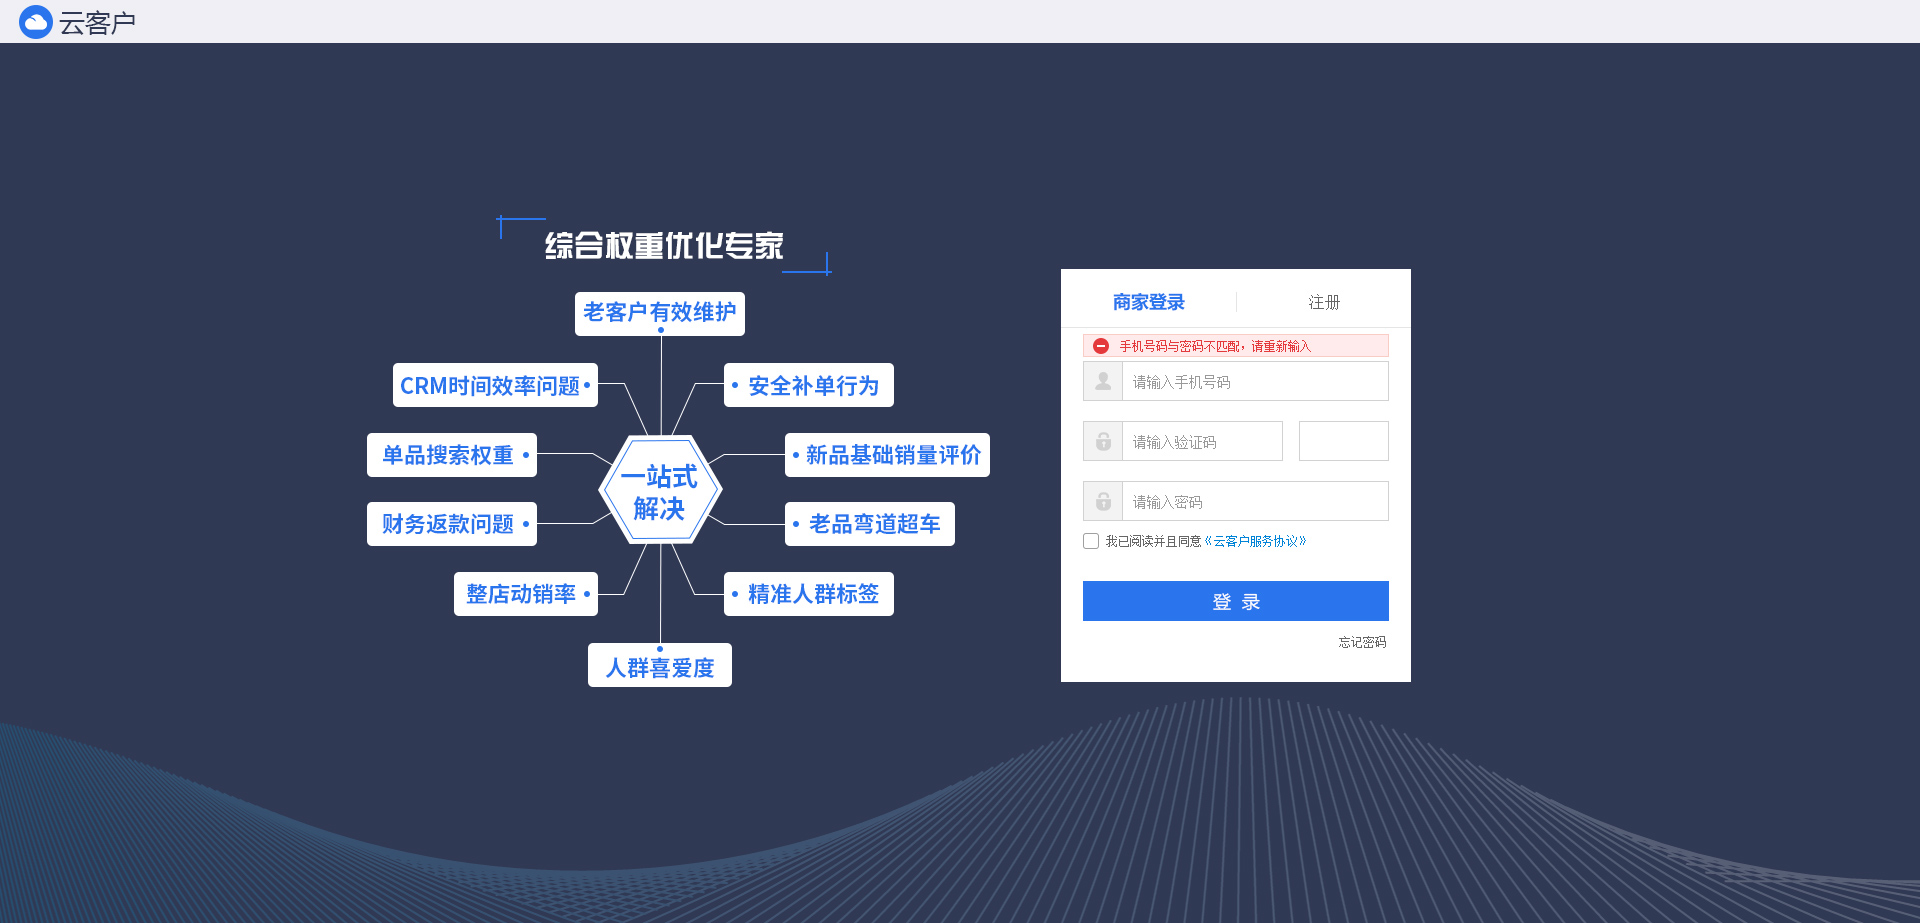 云客户
综合权重优化专家
老客户有效维护
CRM时间效率问题
安全补单行为
单品搜索权重
新品基础销量评价
一站式
解决
财务返款问题
老品弯道超车
整店动销率
精准人群标签
人群喜爱度
商家登录
注册
手机号码与密码不匹配，请重新输入
请输入手机号码
请输入验证码
请输入密码
我已阅读并且同意《云客户服务协议》
登 录
忘记密码